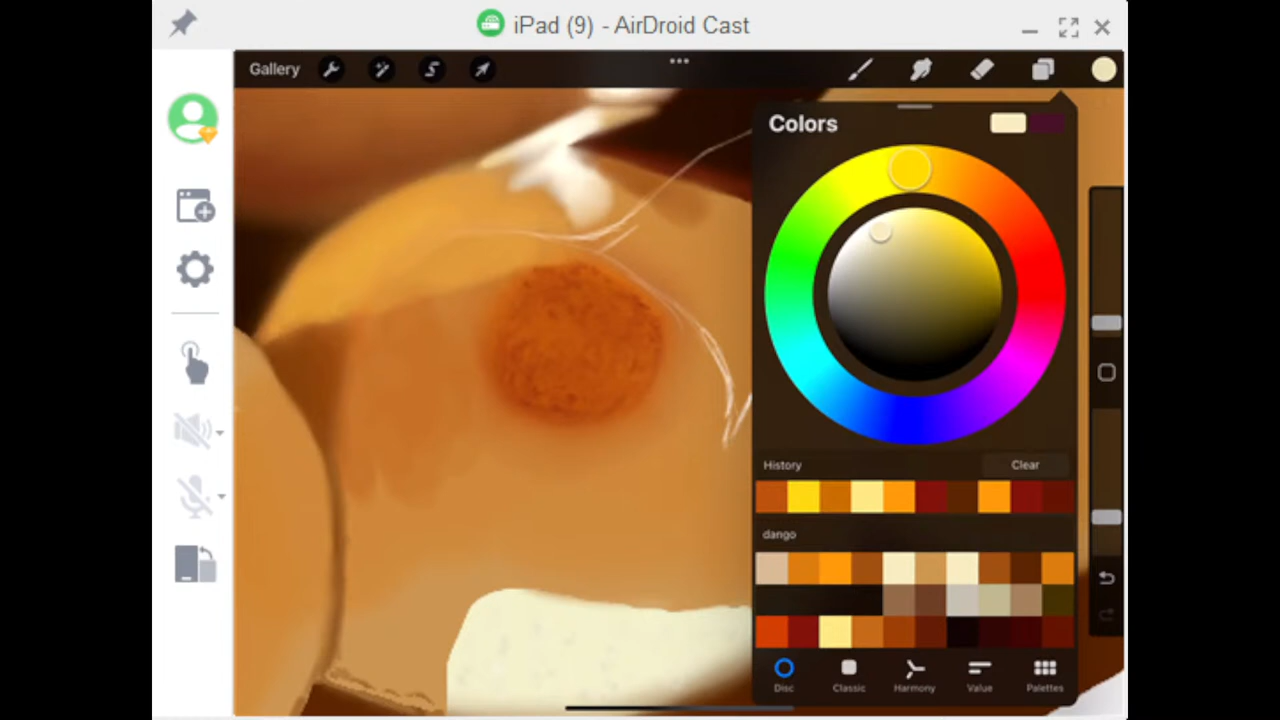 iPad (9) - AirDroid Cast
Gallery
Colors
History
Clear
dango
Disc
Classic
Harmony
Value
Palettes